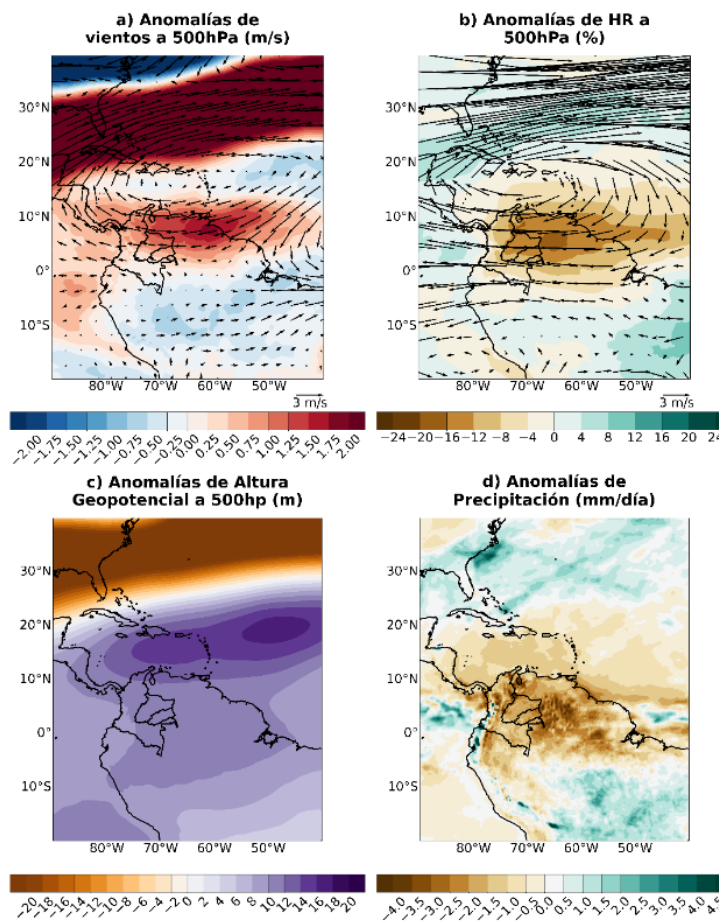 a) Anomalías de
vientos a 500hPa (m/s)
b) Anomalías de HR a
500hPa (%)
30°N
20°N
10°N
0°
10°S
80°W 70°W 60°W 50°W
3 m/s
30°N
20°N
10°N
0°
10°S
80°W 70°W 60°W 50°W
3 m/s
−2.00 −1.75 −1.50 −1.25 −1.00 −0.75 −0.50 −0.25 0.00 0.25 0.50 0.75 1.00 1.25 1.50 1.75 2.00
−24 −20 −16 −12 −8 −4 0 4 8 12 16 20 24
c) Anomalías de Altura
Geopotencial a 500hp (m)
d) Anomalías de
Precipitación (mm/día)
30°N
20°N
10°N
0°
10°S
80°W 70°W 60°W 50°W
30°N
20°N
10°N
0°
10°S
80°W 70°W 60°W 50°W
−20 −18 −16 −14 −12 −10 −8 −6 −4 −2 0 2 4 6 8 10 12 14 16 18 20
−4.0 −3.5 −3.0 −2.5 −2.0 −1.5 −1.0 −0.5 0.0 0.5 1.0 1.5 2.0 2.5 3.0 3.5 4.0